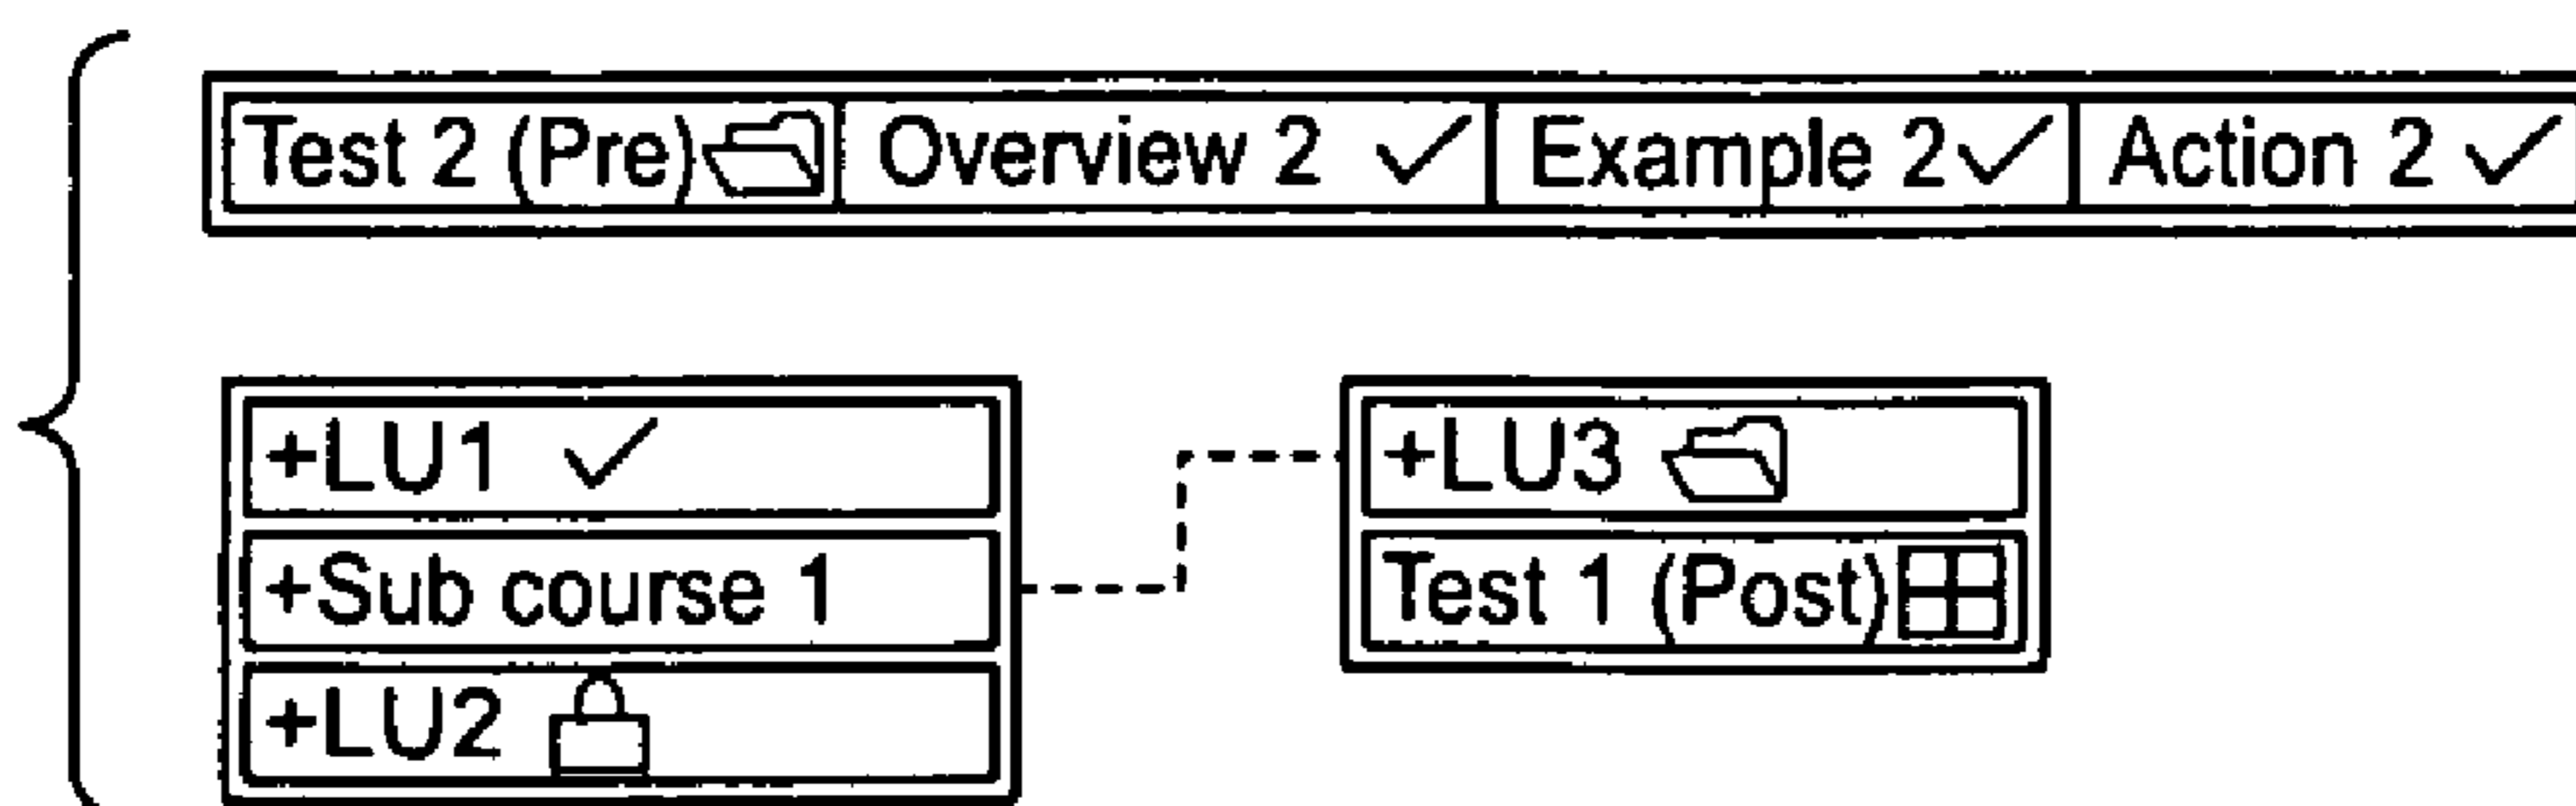 Test 2 (Pre) Overview 2 ✓ Example 2 ✓ Action 2 ✓
+LU1 ✓
+Sub course 1
+LU2
+LU3
Test 1 (Post)